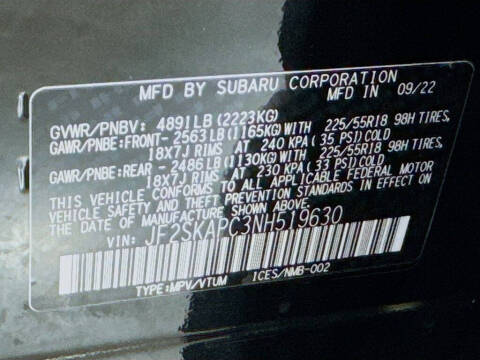 MFD BY SUBARU CORPORATION
MFD IN 09/22
GVWR/PNBV: 4891LB(2223KG)
GAWR/PNBE:FRONT- 2563LB(1165KG)WITH 225/55R18 98H TIRES,
18X7J RIMS AT 240 KPA(35 PSI)COLD
GAWR/PNBE:REAR - 2486LB(1130KG)WITH 225/55R18 98H TIRES,
18X7J RIMS AT 230 KPA(33 PSI)COLD
THIS VEHICLE CONFORMS TO ALL APPLICABLE FEDERAL MOTOR
VEHICLE SAFETY AND THEFT PREVENTION STANDARDS IN EFFECT ON
THE DATE OF MANUFACTURE SHOWN ABOVE.
VIN: JF2SKAPC3NH519630
TYPE:MPV/VTUM ICES/NMB-002